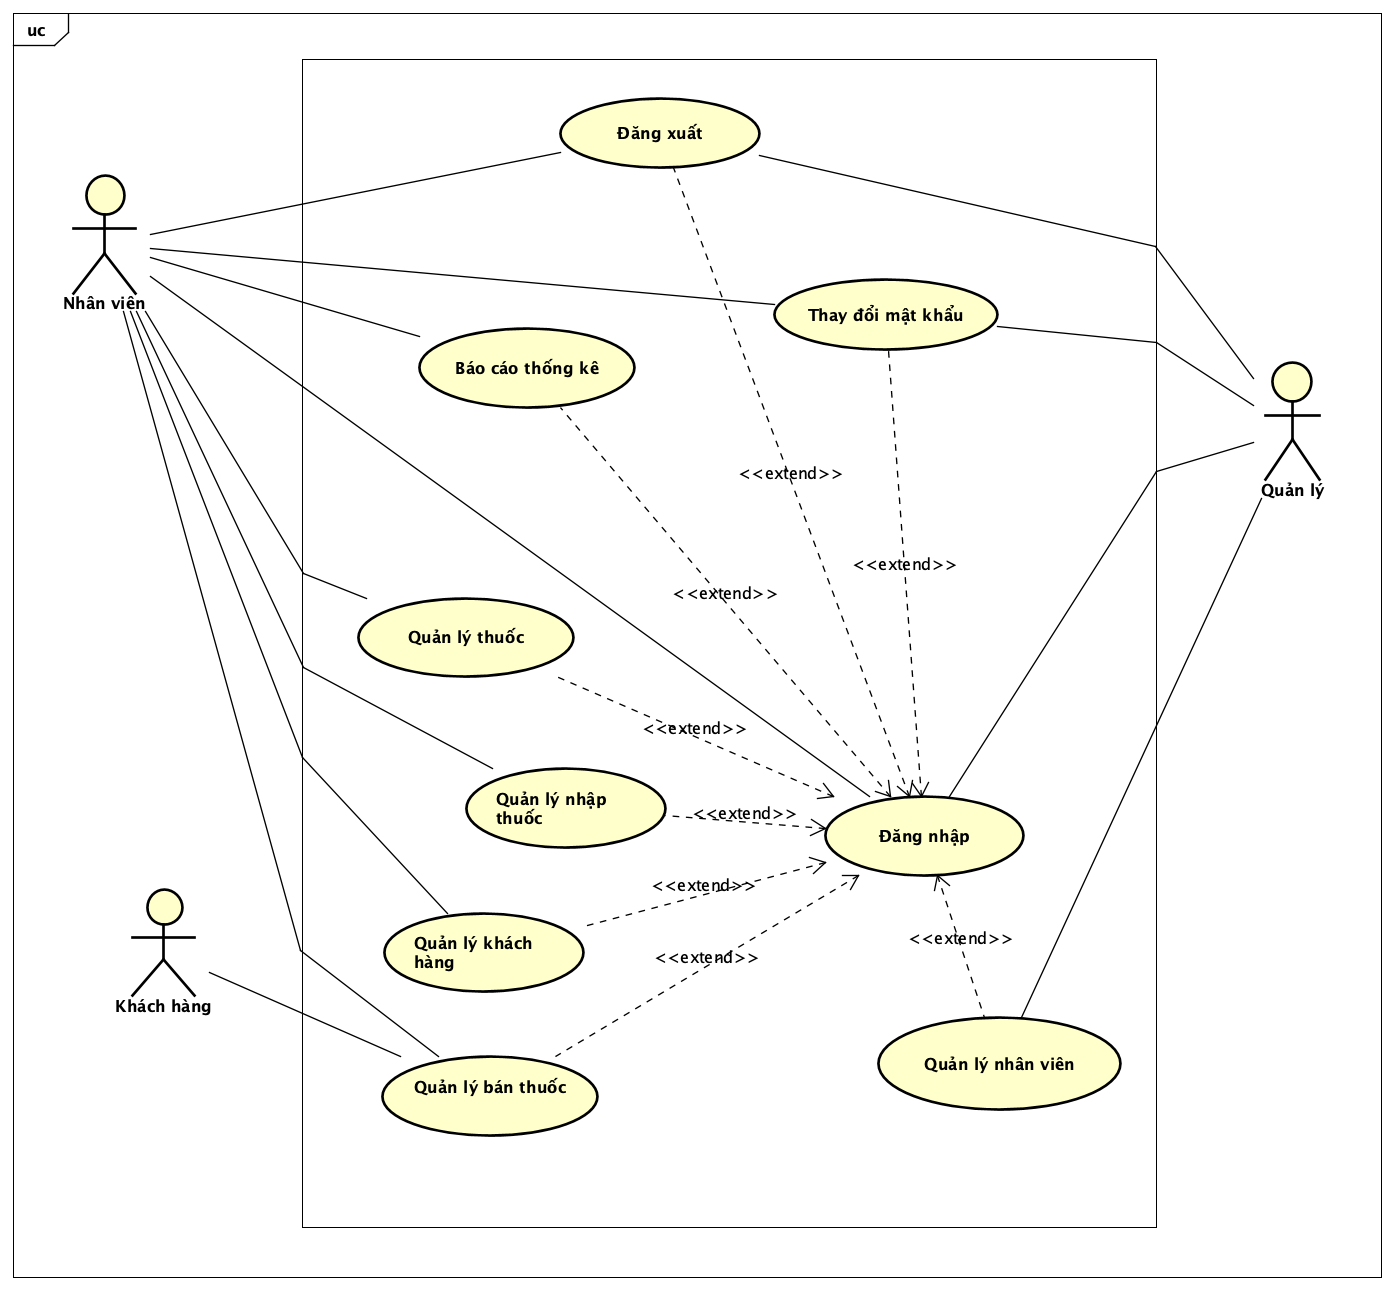 uc
Đăng xuất
Nhân viên
Thay đổi mật khẩu
Báo cáo thống kê
<<extend>>
Quản lý
<<extend>>
<<extend>>
Quản lý thuốc
<<extend>>
Quản lý nhập
thuốc
<<extend>>
Đăng nhập
<<extend>>
Quản lý khách
hàng
<<extend>>
<<extend>>
Khách hàng
Quản lý nhân viên
Quản lý bán thuốc